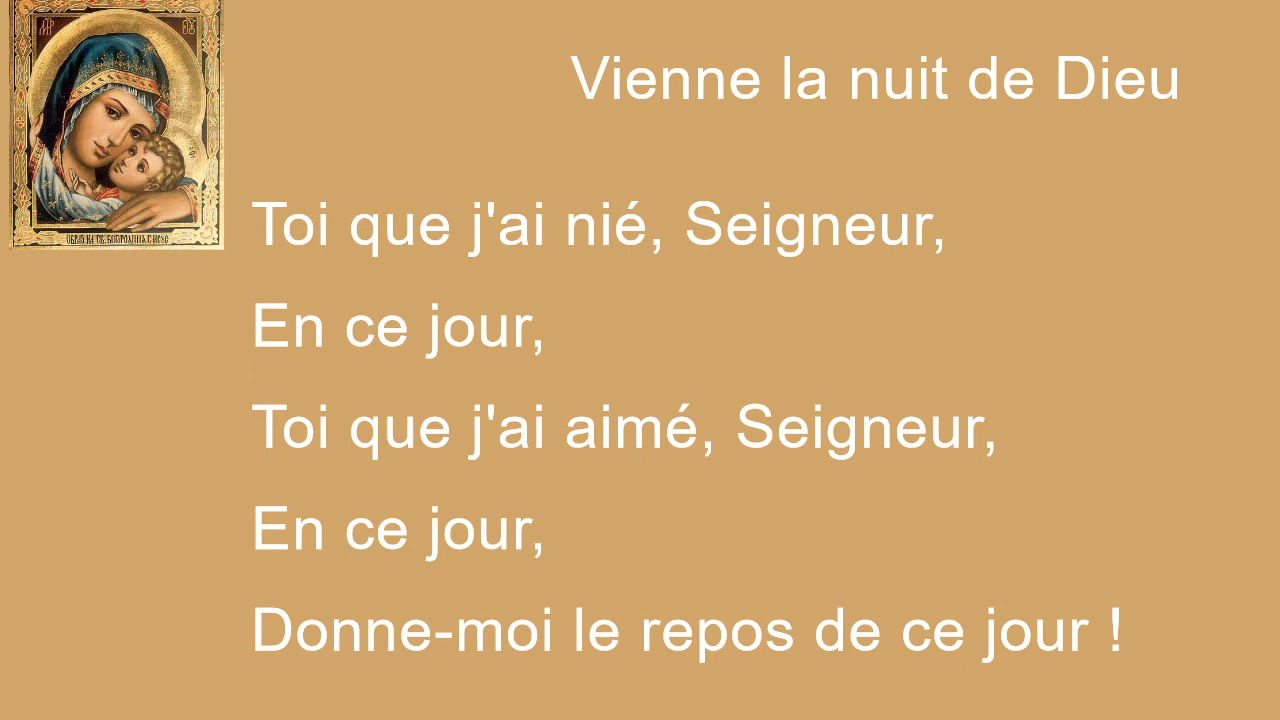 Vienne la nuit de Dieu
Toi que j'ai nié, Seigneur,
En ce jour,
Toi que j'ai aimé, Seigneur,
En ce jour,
Donne-moi le repos de ce jour !